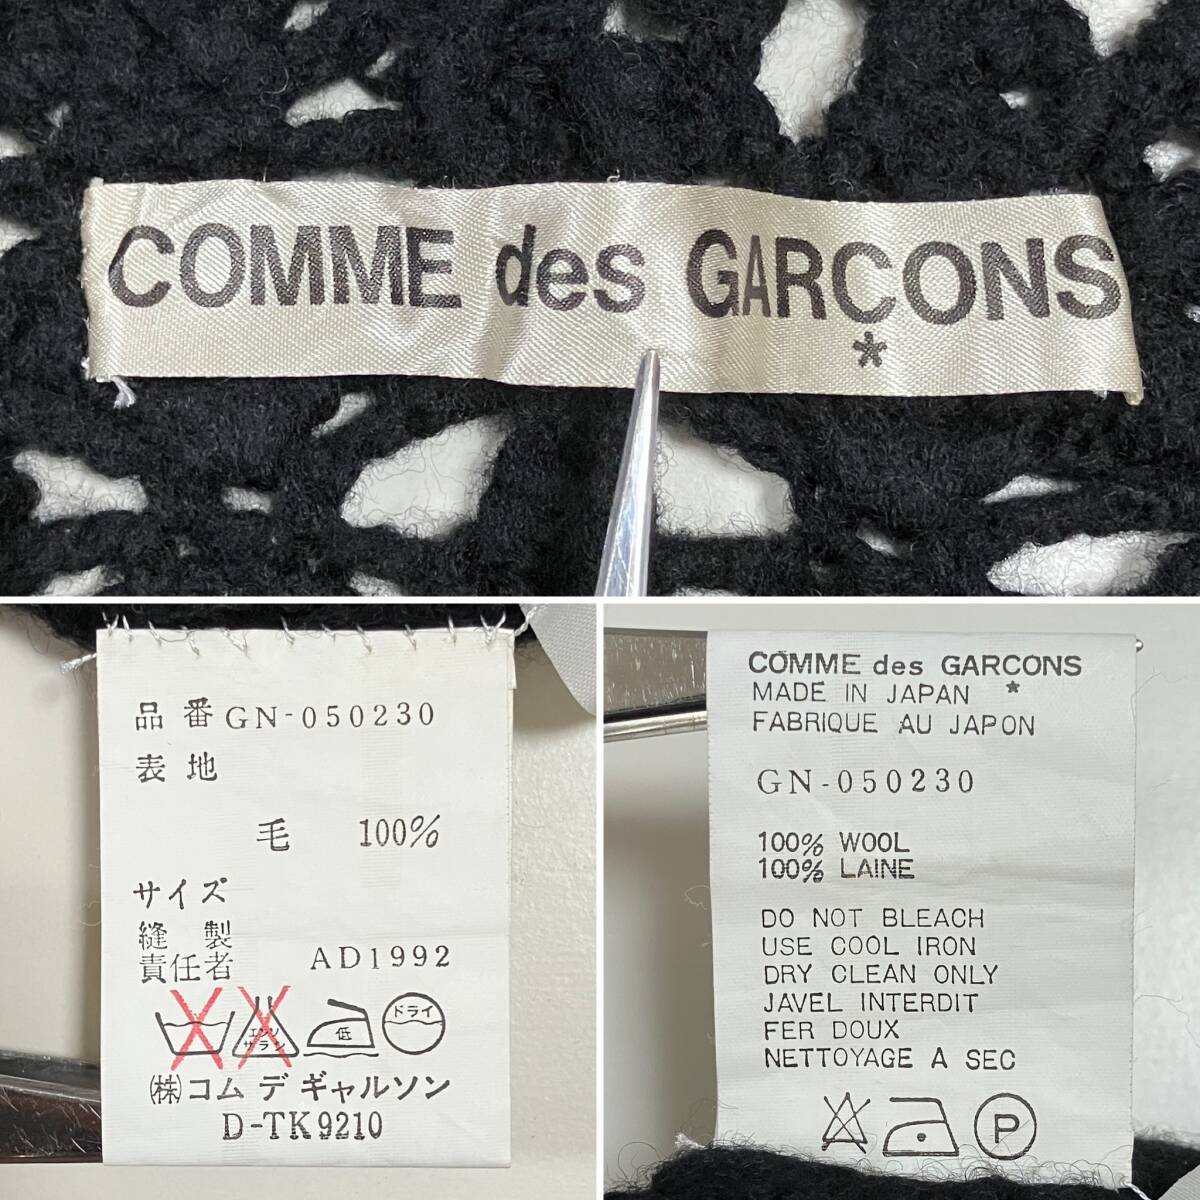 COMME des GARCONS
*
品番 GN-050230
表地
毛 100%
サイズ
縫製
責任者 AD1992
エンソ
サラシ
低
ドライ
(株)コム デ ギャルソン
D-TK9210
COMME des GARCONS
MADE IN JAPAN *
FABRIQUE AU JAPON
GN-050230
100% WOOL
100% LAINE
DO NOT BLEACH
USE COOL IRON
DRY CLEAN ONLY
JAVEL INTERDIT
FER DOUX
NETTOYAGE A SEC
P